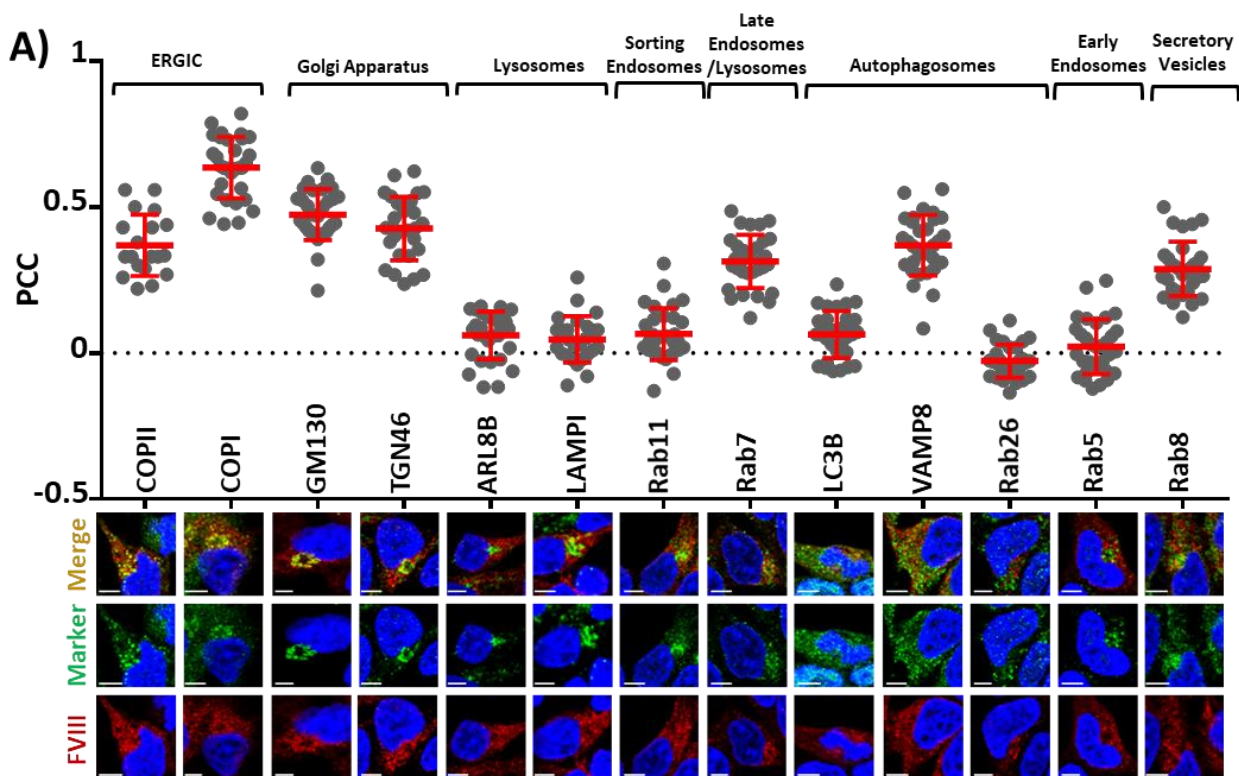 A)
1
0.5
0
-0.5
PCC
ERGIC
Golgi Apparatus
Lysosomes
Sorting
Endosomes
Late
Endosomes
/Lysosomes
Autophagosomes
Early
Endosomes
Secretory
Vesicles
COPII
COPI
GM130
TGN46
ARL8B
LAMPI
Rab11
Rab7
LC3B
VAMP8
Rab26
Rab5
Rab8
Merge
Marker
FVIII